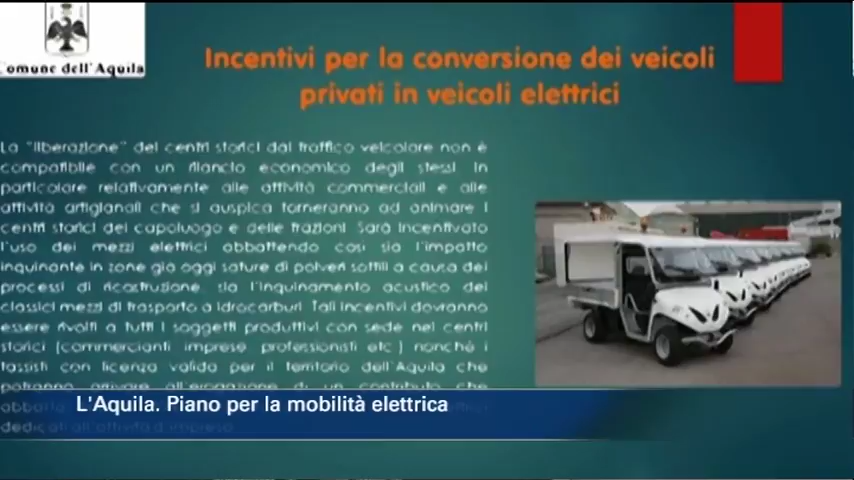 Comune dell'Aquila
Incentivi per la conversione dei veicoli
privati in veicoli elettrici
La "liberazione" dei centri storici dal traffico veicolare non è
compatibile con un rilancio economico degli stessi. In
particolare relativamente alle attività commerciali e alle
attività artigianali che si auspica torneranno ad animare i
centri storici del capoluogo e delle frazioni. Sarà incentivato
l'uso dei mezzi elettrici abbattendo così sia l'impatto
inquinante in zone già oggi sature di polveri sottili a causa dei
processi di ricostruzione, sia l'inquinamento acustico dei
classici mezzi di trasporto a idrocarburi. Tali incentivi dovranno
essere rivolti a tutti i soggetti produttivi con sede nei centri
storici (commercianti imprese professionisti etc.) nonché i
tassisti con licenza valida per il territorio dell'Aquila che
potranno arrivare all'erogazione di un contributo che
L'Aquila. Piano per la mobilità elettrica
dedicati all'attività d'impresa